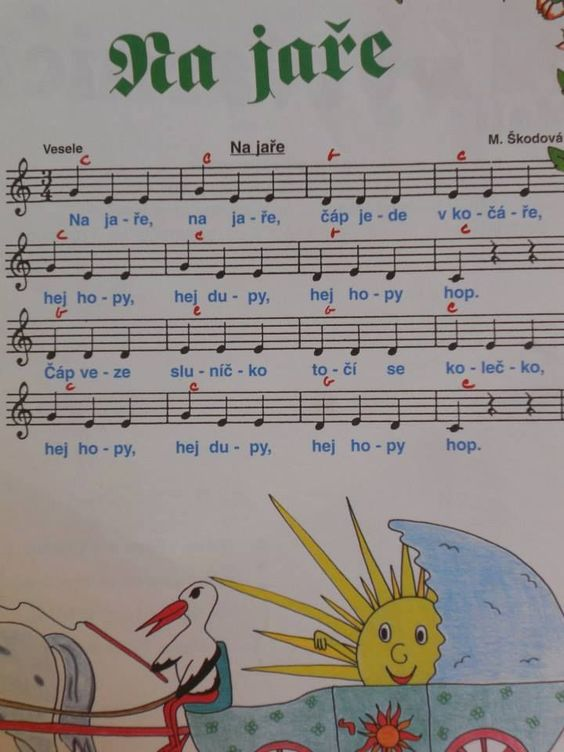 Na jaře
Vesele
Na jaře
M. Škodová
C C G C
3
4
Na ja - ře, na ja - ře, čáp je - de v ko - čá - ře,
C C G C
hej ho - py, hej du - py, hej ho - py hop.
G C G C
Čáp ve - ze slu - níč - ko to - čí se ko - leč - ko,
C C G C
hej ho - py, hej du - py, hej ho - py hop.